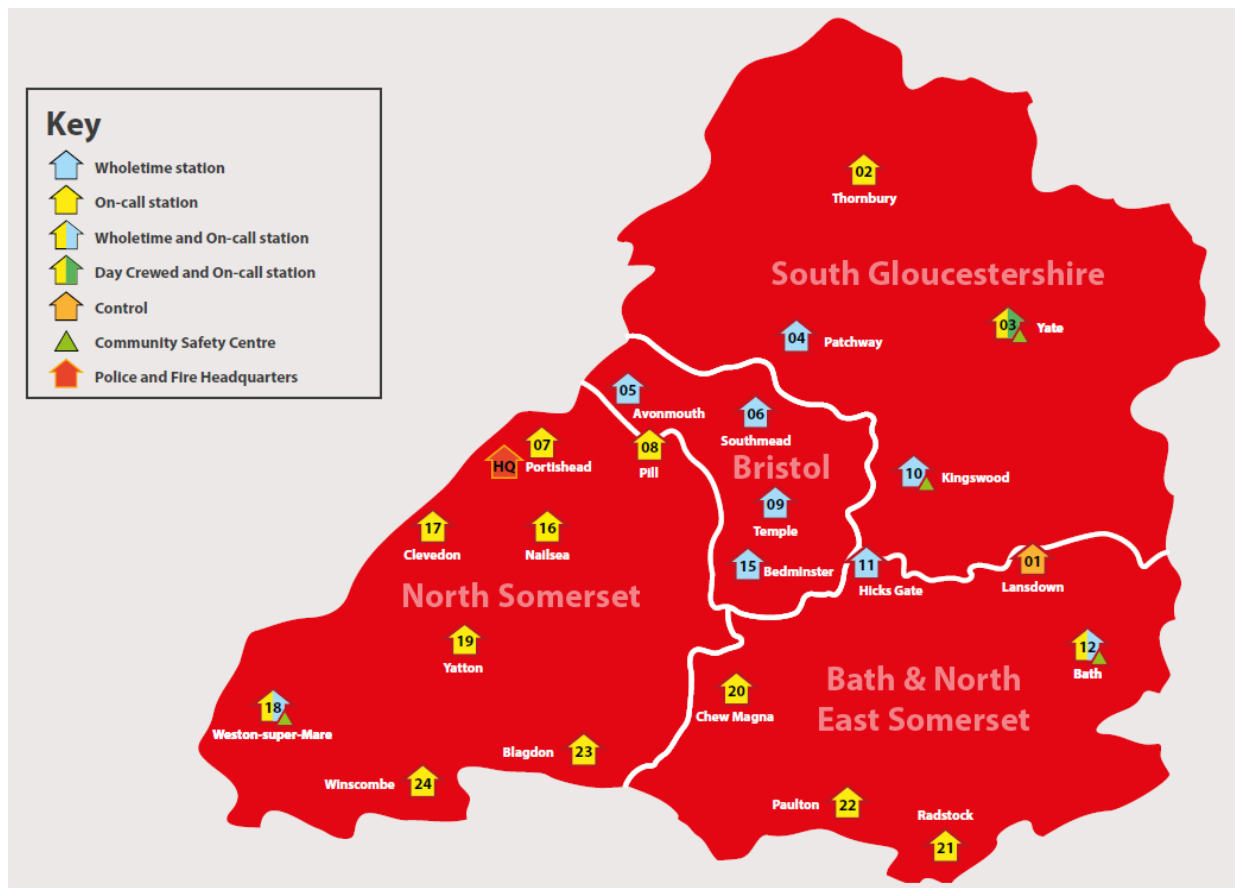 Key
Wholetime station
On-call station
Wholetime and On-call station
Day Crewed and On-call station
Control
Community Safety Centre
Police and Fire Headquarters
02
Thornbury
South Gloucestershire
03
Yate
04
Patchway
05
Avonmouth
06
Southmead
07
Portishead
HQ
08
Pill
Bristol
10
Kingswood
09
Temple
17
Clevedon
16
Nailsea
15
Bedminster
11
Hicks Gate
01
Lansdown
North Somerset
19
Yatton
12
Bath
18
Weston-super-Mare
20
Chew Magna
Bath & North
East Somerset
Blagdon
23
Winscombe
24
Paulton
22
Radstock
21